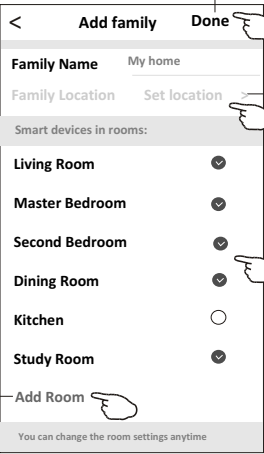 < Add family Done
Family Name My home
Family Location Set location >
Smart devices in rooms:
Living Room
Master Bedroom
Second Bedroom
Dining Room
Kitchen
Study Room
Add Room
You can change the room settings anytime